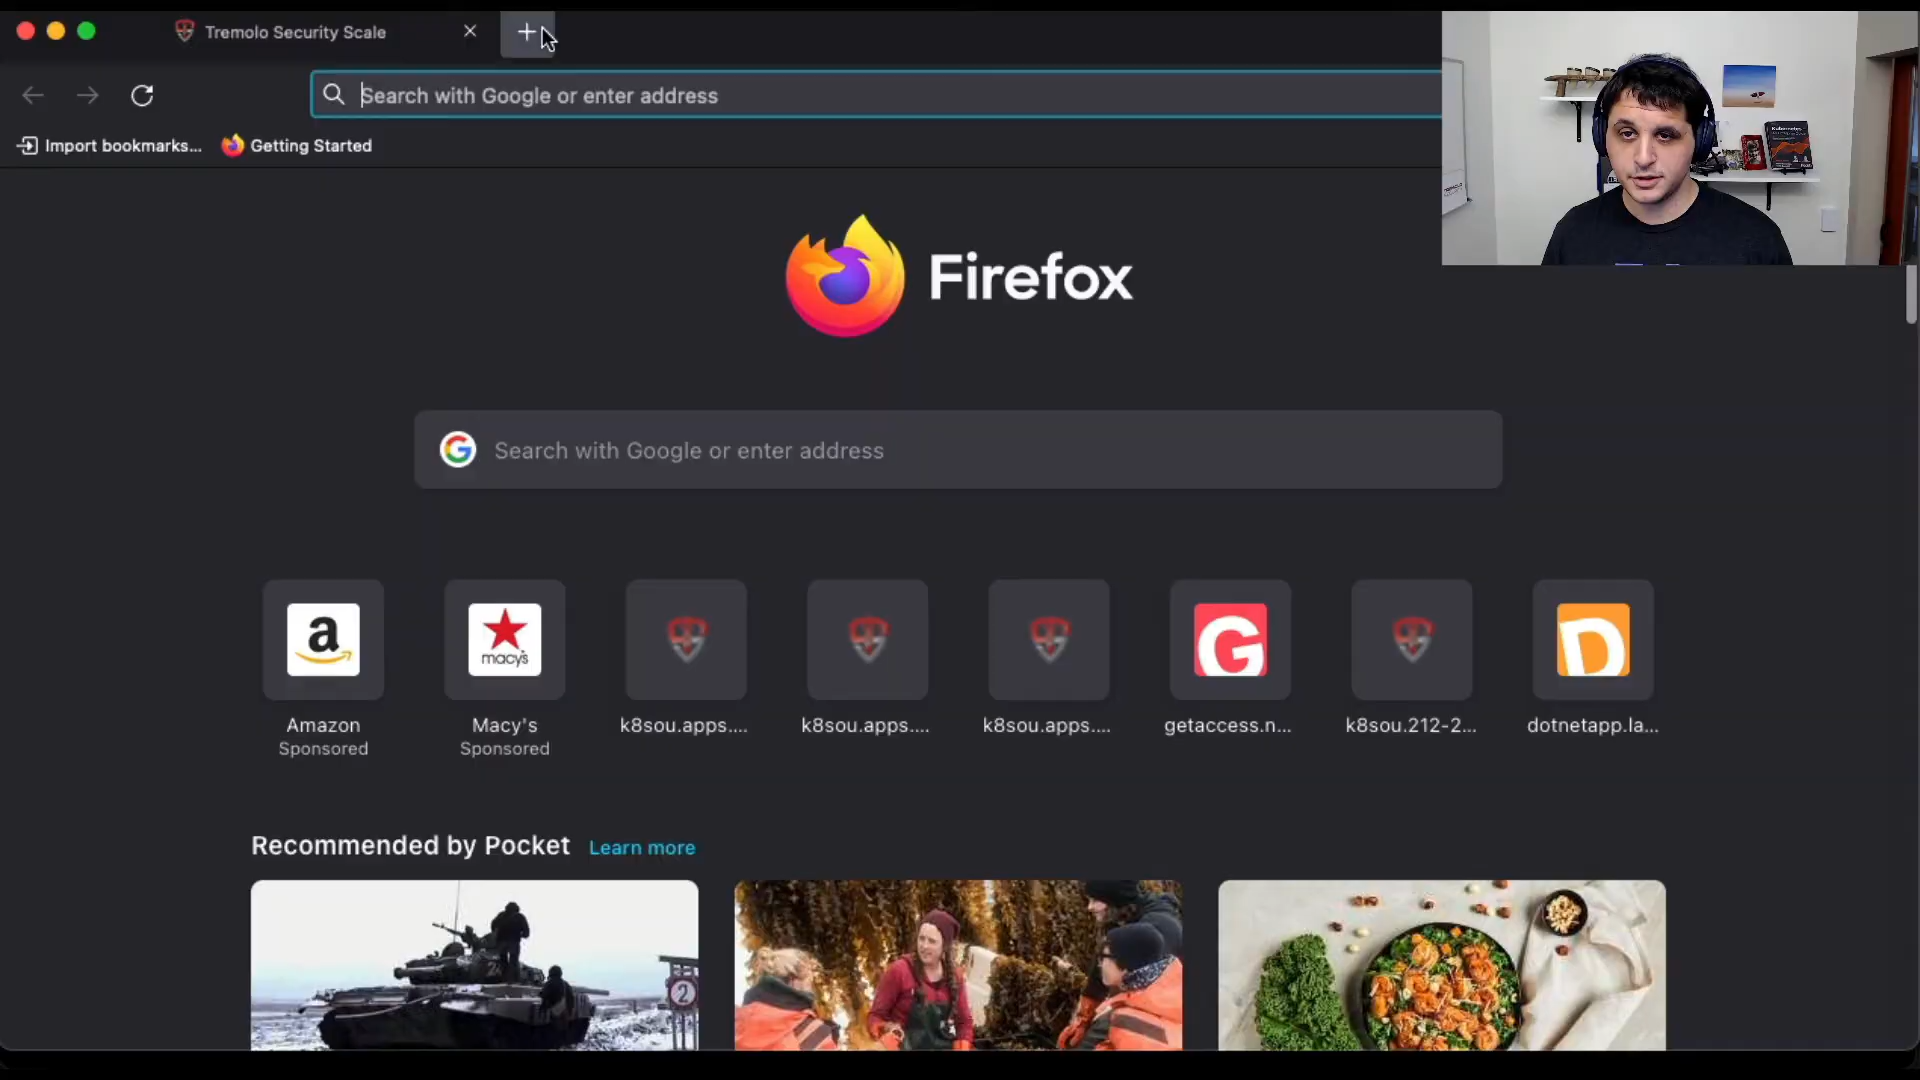 Tremolo Security Scale
Search with Google or enter address
Import bookmarks...
Getting Started
Kubernetes
Firefox
Search with Google or enter address
a
macy's
G
D
Amazon
Sponsored
Macy's
Sponsored
k8sou.apps....
k8sou.apps....
k8sou.apps....
getaccess.n...
k8sou.212-2...
dotnetapp.la...
Recommended by Pocket
Learn more
2